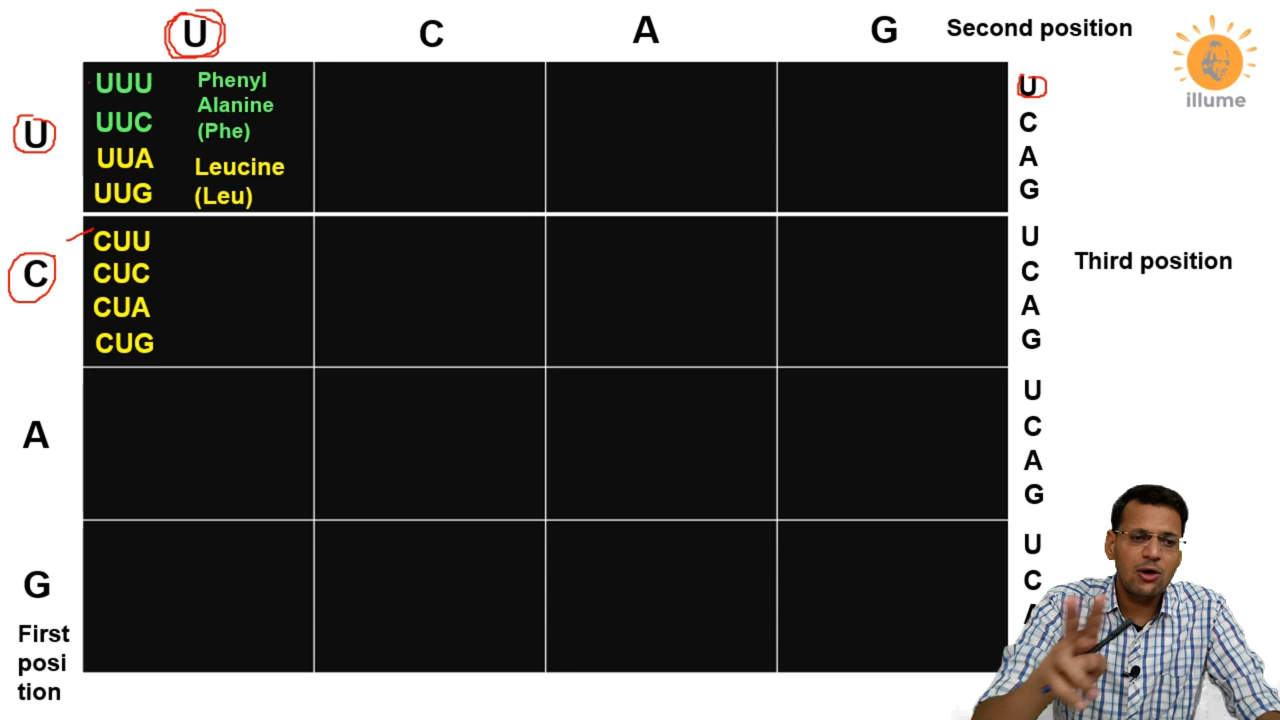 U C A G Second position
illume
U
UUU Phenyl
Alanine
UUC (Phe)
UUA Leucine
UUG (Leu)
U
C
A
G
C
CUU
CUC
CUA
CUG
U
C
A
G
Third position
A
U
C
A
G
G
U
C
A
First
posi
tion